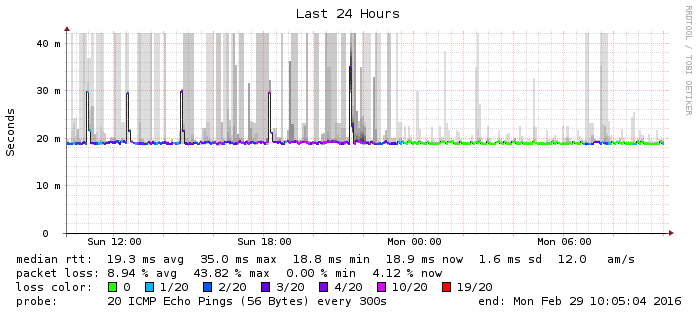 Last 24 Hours
RRDTOOL / TOBI OETIKER
Seconds
40 m
30 m
20 m
10 m
0
Sun 12:00 Sun 18:00 Mon 00:00 Mon 06:00
median rtt: 19.3 ms avg 35.0 ms max 18.8 ms min 18.9 ms now 1.6 ms sd 12.0 am/s
packet loss: 8.94 % avg 43.82 % max 0.00 % min 4.12 % now
loss color: 0 1/20 2/20 3/20 4/20 10/20 19/20
probe: 20 ICMP Echo Pings (56 Bytes) every 300s end: Mon Feb 29 10:05:04 2016